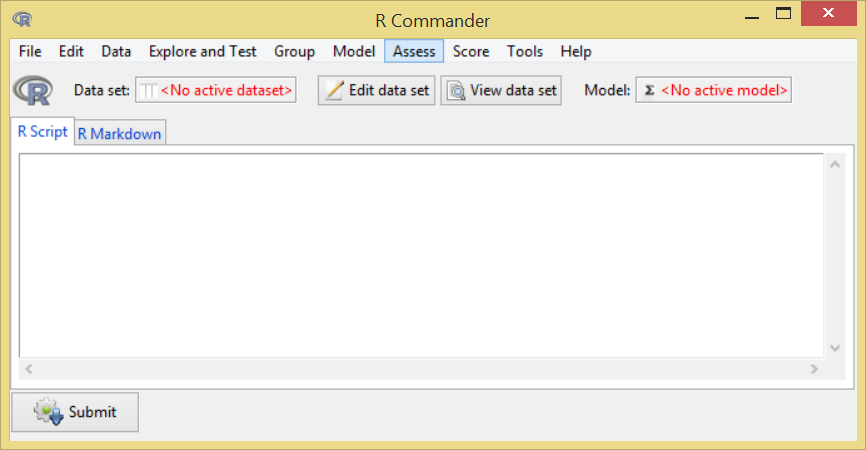 R Commander
File Edit Data Explore and Test Group Model Assess Score Tools Help
R Data set: <No active dataset> Edit data set View data set Model: Σ <No active model>
R Script R Markdown
Submit